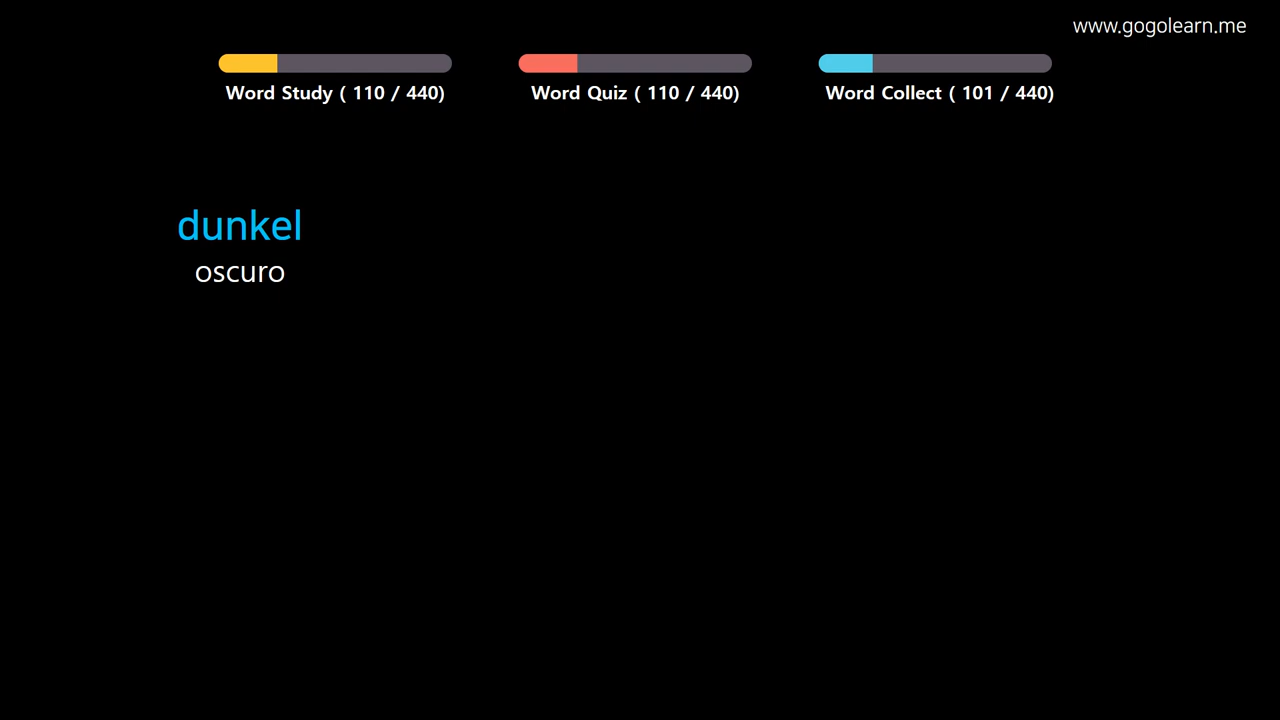 www.gogolearn.me
Word Study ( 110 / 440)
Word Quiz ( 110 / 440)
Word Collect ( 101 / 440)
dunkel
oscuro